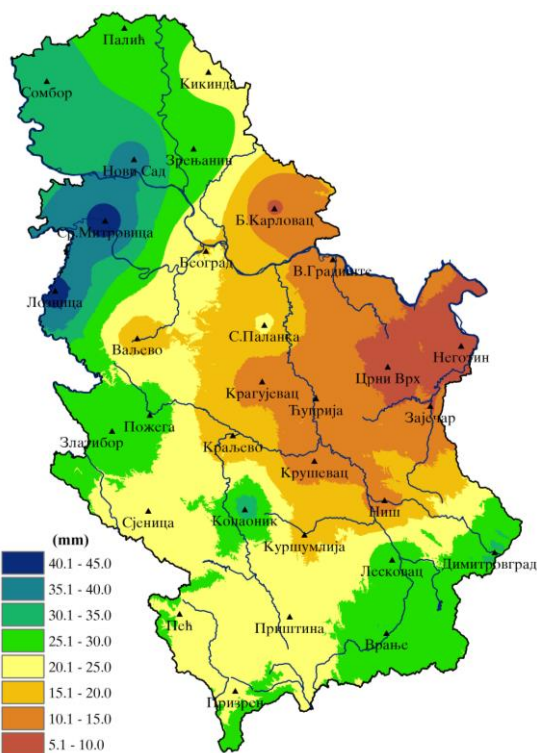 Палић
Кикинда
Сомбор
Зрењанин
Нови Сад
Б.Карловац
Ср.Митровица
Београд
В.Градиште
Лозница
С.Паланка
Неготин
Ваљево
Црни Врх
Крагујевац
Ћуприја
Зајечар
Пожега
Златибор
Краљево
Крушевац
Копаоник
Ниш
Сјеница
Куршумлија
Димитровград
Лесковац
Пећ
Приштина
Врање
Призрен
(mm)
40.1 - 45.0
35.1 - 40.0
30.1 - 35.0
25.1 - 30.0
20.1 - 25.0
15.1 - 20.0
10.1 - 15.0
5.1 - 10.0